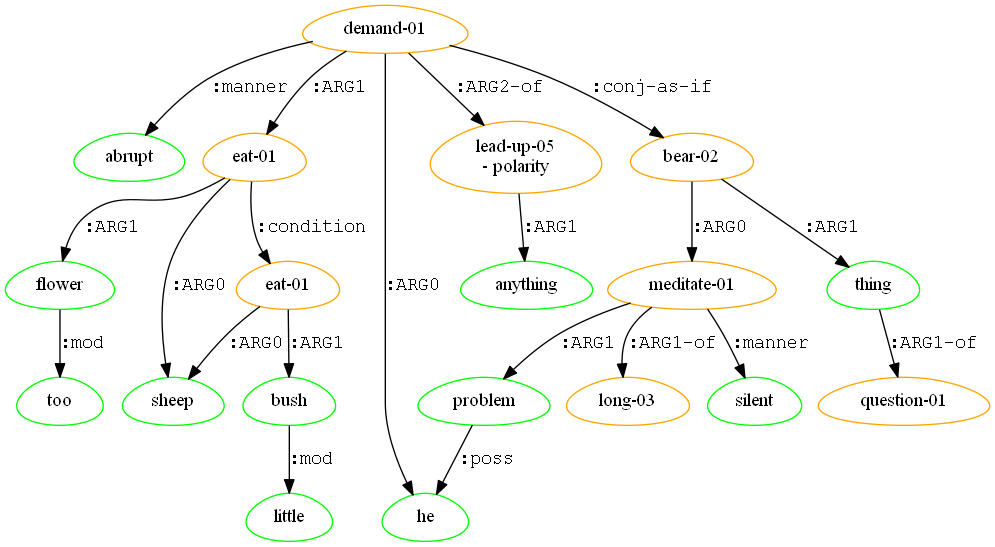 demand-01
:manner
:ARG1
:ARG2-of
:conj-as-if
abrupt
eat-01
lead-up-05
- polarity
bear-02
:ARG1
:condition
:ARG1
:ARG0
:ARG1
flower
:ARG0
eat-01
:ARG0
anything
meditate-01
thing
:mod
:ARG0
:ARG1
:ARG1
:ARG1-of
:manner
:ARG1-of
too
sheep
bush
problem
long-03
silent
question-01
:mod
:poss
little
he